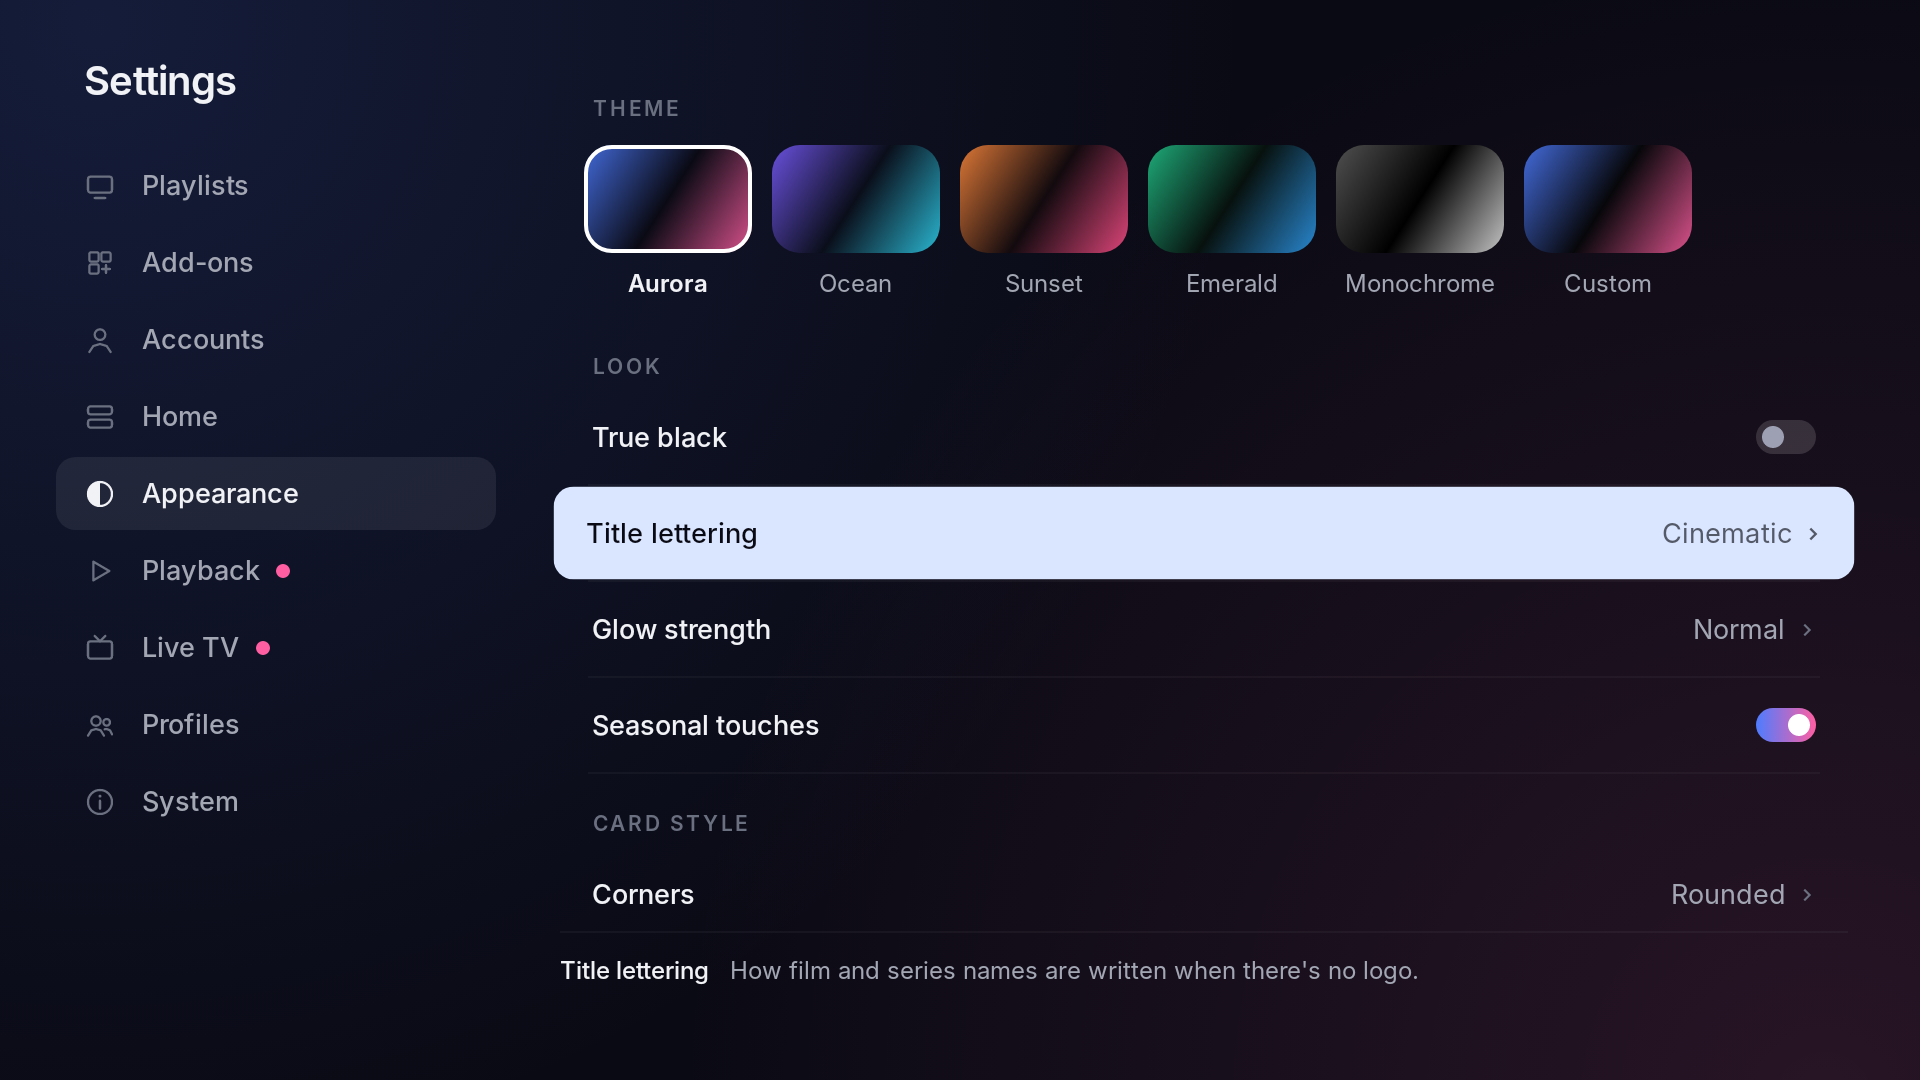 Settings
Playlists
Add-ons
Accounts
Home
Appearance
Playback
Live TV
Profiles
System
THEME
Aurora Ocean Sunset Emerald Monochrome Custom
LOOK
True black
Title lettering Cinematic
Glow strength Normal
Seasonal touches
CARD STYLE
Corners Rounded
Title lettering How film and series names are written when there's no logo.